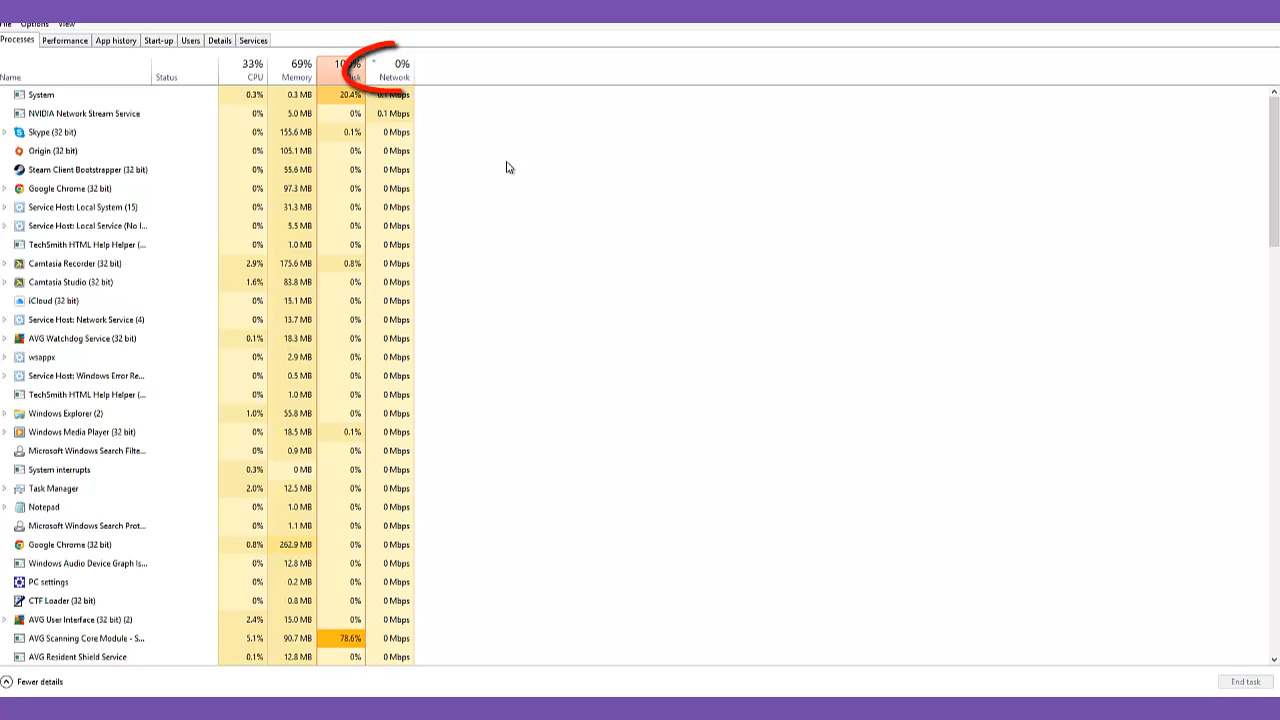 File Options View
Processes Performance App history Start-up Users Details Services
33% 69% 100% 0%
Name Status CPU Memory Disk Network
System 0.3% 0.3 MB 20.4% 0.1 Mbps
NVIDIA Network Stream Service 0% 5.0 MB 0% 0.1 Mbps
Skype (32 bit) 0% 155.6 MB 0.1% 0 Mbps
Origin (32 bit) 0% 105.1 MB 0% 0 Mbps
Steam Client Bootstrapper (32 bit) 0% 55.6 MB 0% 0 Mbps
Google Chrome (32 bit) 0% 97.3 MB 0% 0 Mbps
Service Host: Local System (15) 0% 31.3 MB 0% 0 Mbps
Service Host: Local Service (No I... 0% 5.5 MB 0% 0 Mbps
TechSmith HTML Help Helper (... 0% 1.0 MB 0% 0 Mbps
Camtasia Recorder (32 bit) 2.9% 175.6 MB 0.8% 0 Mbps
Camtasia Studio (32 bit) 1.6% 83.8 MB 0% 0 Mbps
iCloud (32 bit) 0% 15.1 MB 0% 0 Mbps
Service Host: Network Service (4) 0% 13.7 MB 0% 0 Mbps
AVG Watchdog Service (32 bit) 0.1% 18.3 MB 0% 0 Mbps
wsappx 0% 2.9 MB 0% 0 Mbps
Service Host: Windows Error Re... 0% 0.5 MB 0% 0 Mbps
TechSmith HTML Help Helper (... 0% 1.0 MB 0% 0 Mbps
Windows Explorer (2) 1.0% 55.8 MB 0% 0 Mbps
Windows Media Player (32 bit) 0% 18.5 MB 0.1% 0 Mbps
Microsoft Windows Search Filte... 0% 0.9 MB 0% 0 Mbps
System interrupts 0.3% 0 MB 0% 0 Mbps
Task Manager 2.0% 12.5 MB 0% 0 Mbps
Notepad 0% 1.0 MB 0% 0 Mbps
Microsoft Windows Search Prot... 0% 1.1 MB 0% 0 Mbps
Google Chrome (32 bit) 0.8% 262.9 MB 0% 0 Mbps
Windows Audio Device Graph Is... 0% 12.8 MB 0% 0 Mbps
PC settings 0% 0.2 MB 0% 0 Mbps
CTF Loader (32 bit) 0% 0.8 MB 0% 0 Mbps
AVG User Interface (32 bit) (2) 2.4% 15.0 MB 0% 0 Mbps
AVG Scanning Core Module - S... 5.1% 90.7 MB 78.6% 0 Mbps
AVG Resident Shield Service 0.1% 12.8 MB 0% 0 Mbps
Fewer details End task